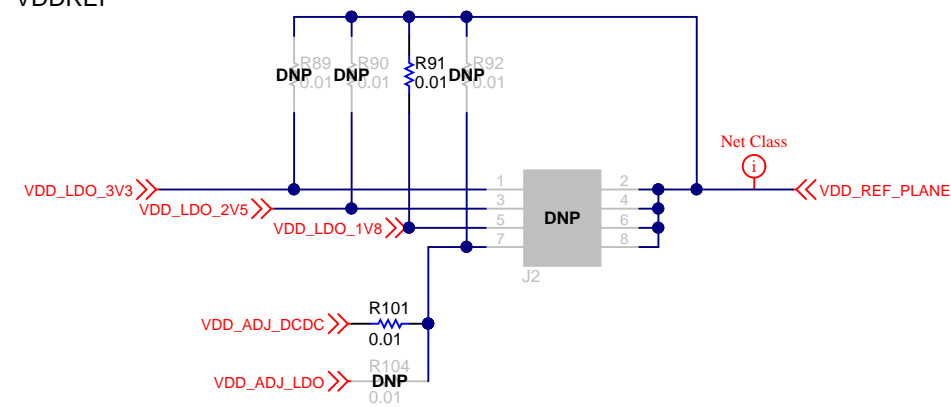 VDDREF
R89
DNP
0.01
R90
DNP
0.01
R91
0.01
R92
DNP
0.01
Net Class
i
VDD_LDO_3V3
VDD_LDO_2V5
VDD_LDO_1V8
1
3
5
7
DNP
2
4
6
8
J2
VDD_REF_PLANE
R101
VDD_ADJ_DCDC
0.01
R104
VDD_ADJ_LDO
DNP
0.01